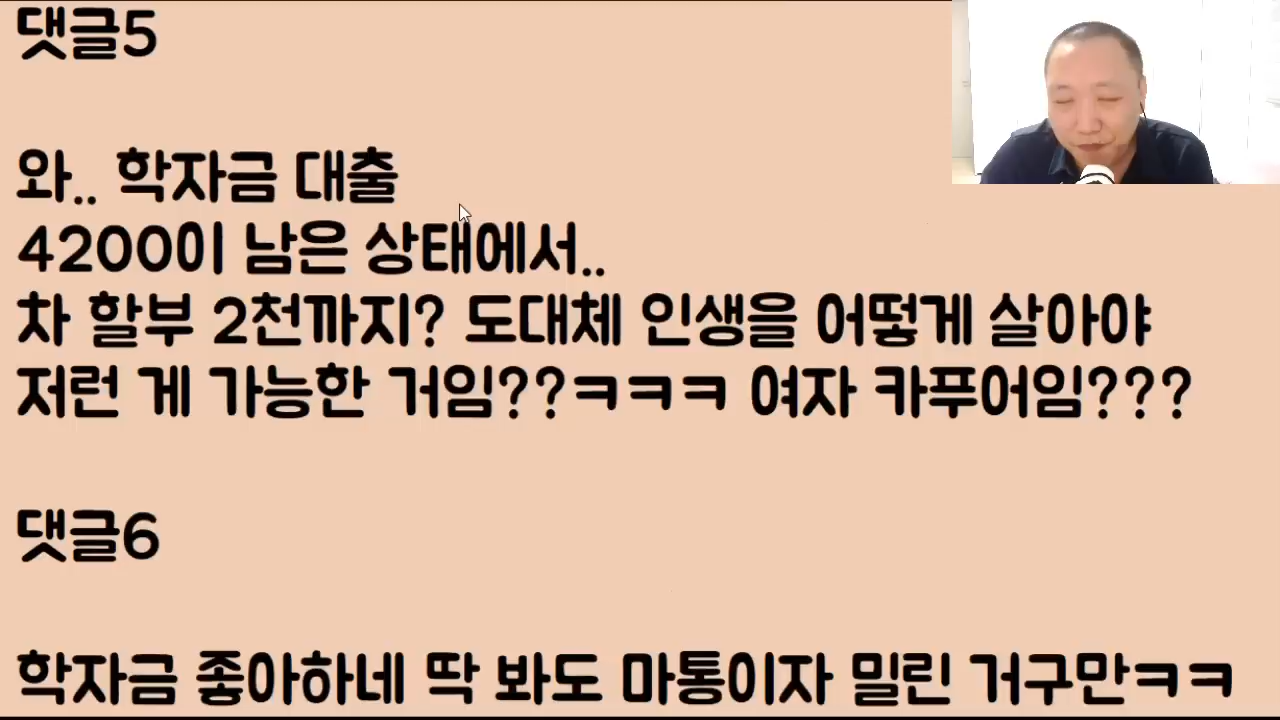 댓글5
와.. 학자금 대출
4200이 남은 상태에서..
차 할부 2천까지? 도대체 인생을 어떻게 살아야
저런 게 가능한 거임??ㅋㅋㅋ 여자 카푸어임???
댓글6
학자금 좋아하네 딱 봐도 마통이자 밀린 거구만ㅋㅋ